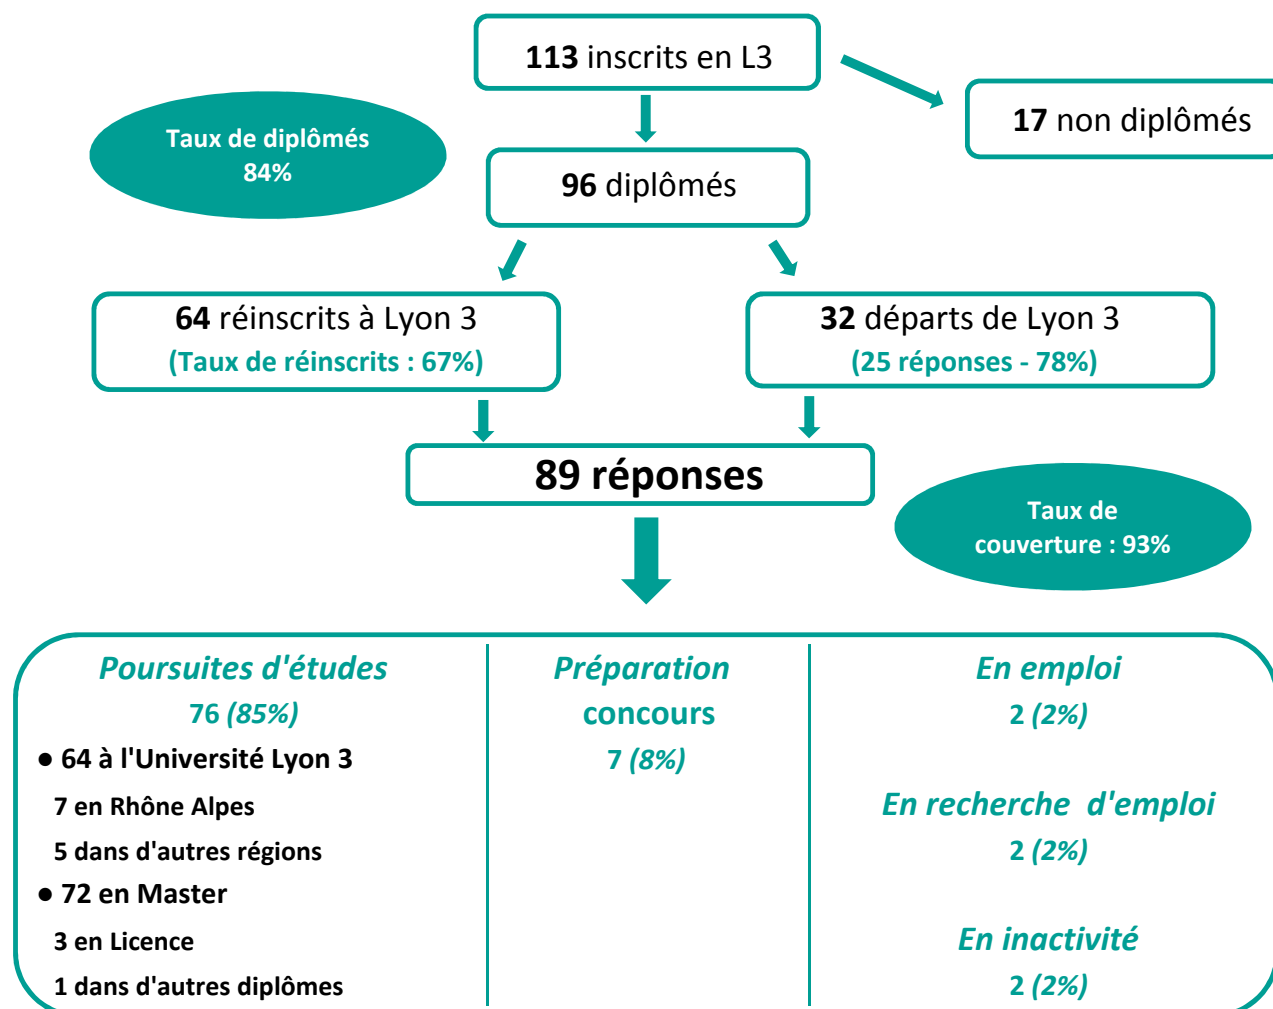 113 inscrits en L3
17 non diplômés
Taux de diplômés
84%
96 diplômés
64 réinscrits à Lyon 3
(Taux de réinscrits : 67%)
32 départs de Lyon 3
(25 réponses - 78%)
89 réponses
Taux de
couverture : 93%
Poursuites d'études
76 (85%)
● 64 à l'Université Lyon 3
7 en Rhône Alpes
5 dans d'autres régions
● 72 en Master
3 en Licence
1 dans d'autres diplômes
Préparation
concours
7 (8%)
En emploi
2 (2%)
En recherche d'emploi
2 (2%)
En inactivité
2 (2%)